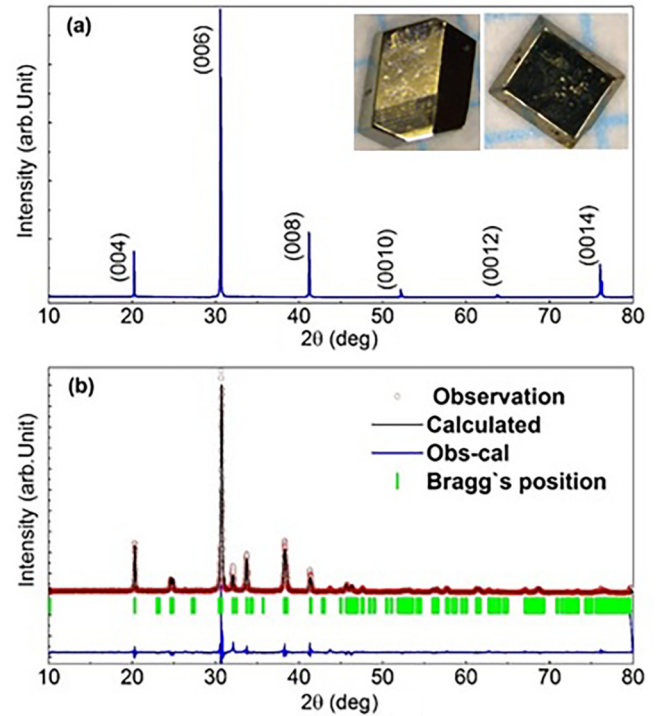 (a)
Intensity (arb.Unit)
(004)
(006)
(008)
(0010)
(0012)
(0014)
10 20 30 40 50 60 70 80
2θ (deg)
(b)
Intensity (arb.Unit)
Observation
Calculated
Obs-cal
Bragg`s position
10 20 30 40 50 60 70 80
2θ (deg)